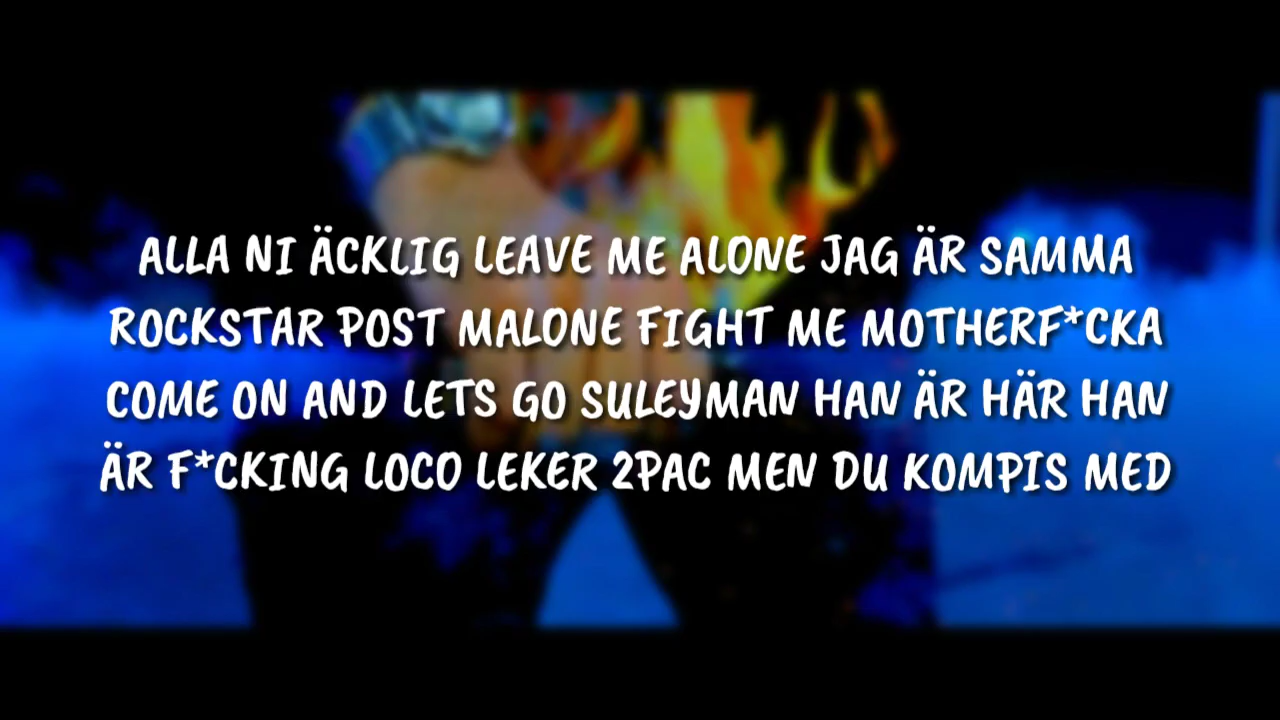 ALLA NI ÄCKLIG LEAVE ME ALONE JAG ÄR SAMMA
ROCKSTAR POST MALONE FIGHT ME MOTHERF*CKA
COME ON AND LETS GO SULEYMAN HAN ÄR HÄR HAN
ÄR F*CKING LOCO LEKER 2PAC MEN DU KOMPIS MED